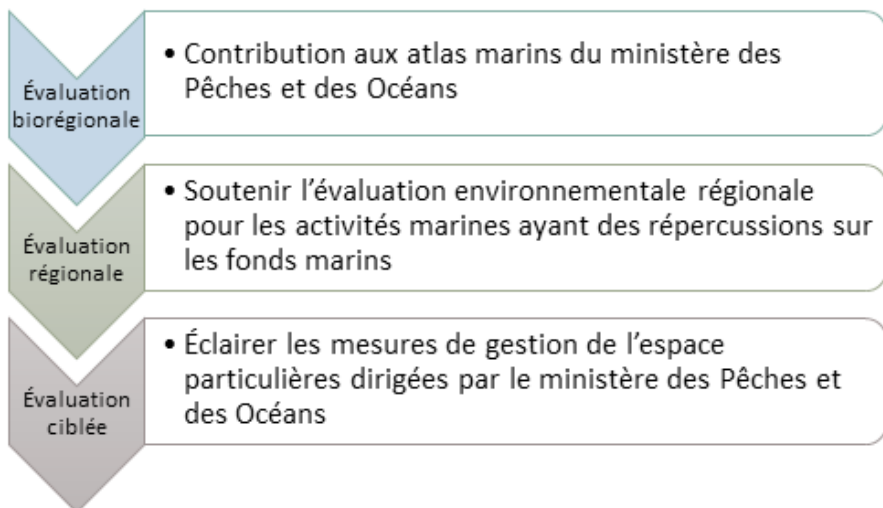 Évaluation
biorégionale
• Contribution aux atlas marins du ministère des
Pêches et des Océans
Évaluation
régionale
• Soutenir l’évaluation environnementale régionale
pour les activités marines ayant des répercussions sur
les fonds marins
Évaluation
ciblée
• Éclairer les mesures de gestion de l’espace
particulières dirigées par le ministère des Pêches et
des Océans